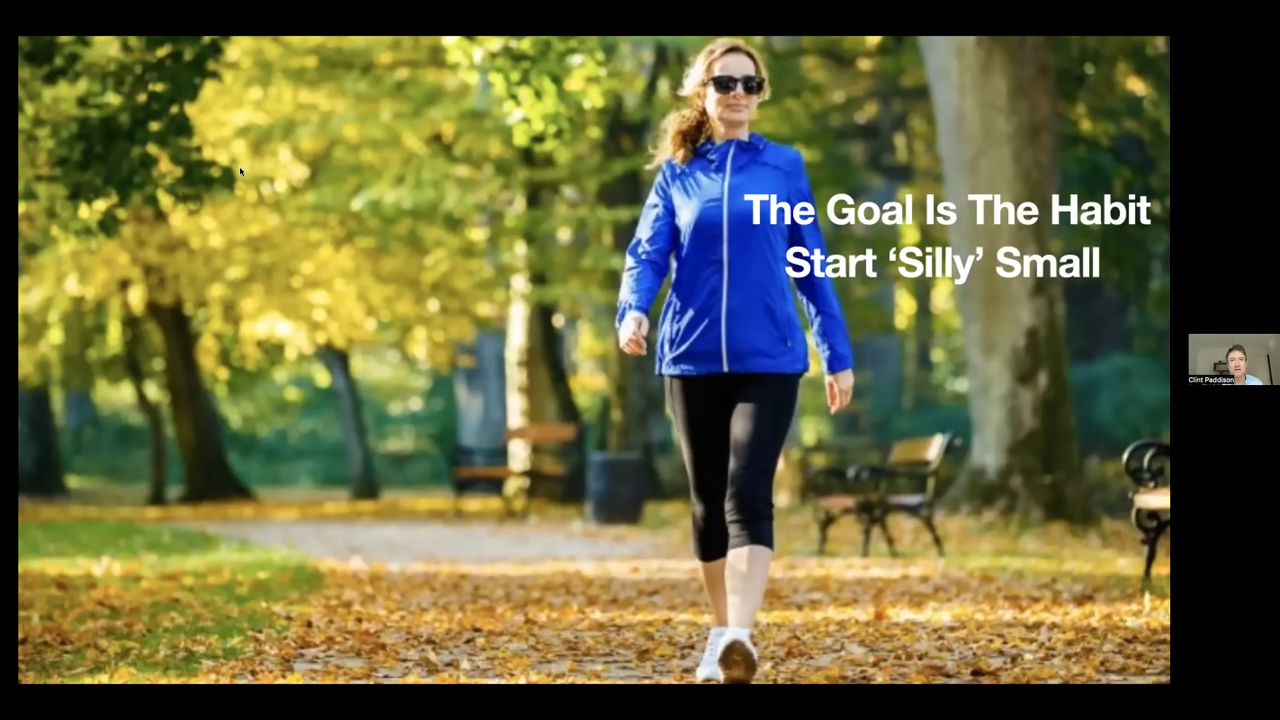 The Goal Is The Habit
Start ‘Silly’ Small
Clint Paddison